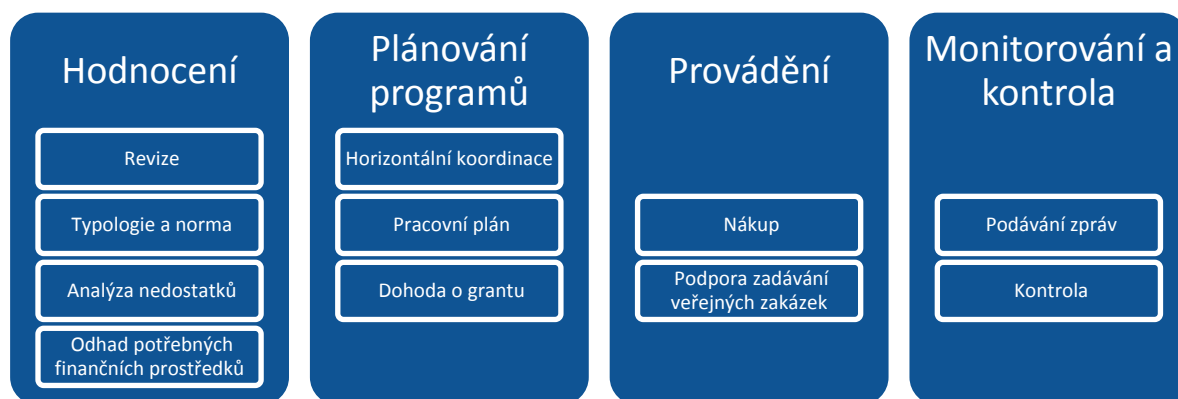 Hodnocení
Revize
Typologie a norma
Analýza nedostatků
Odhad potřebných
finančních prostředků
Plánování
programů
Horizontální koordinace
Pracovní plán
Dohoda o grantu
Provádění
Nákup
Podpora zadávání
veřejných zakázek
Monitorování a
kontrola
Podávání zpráv
Kontrola